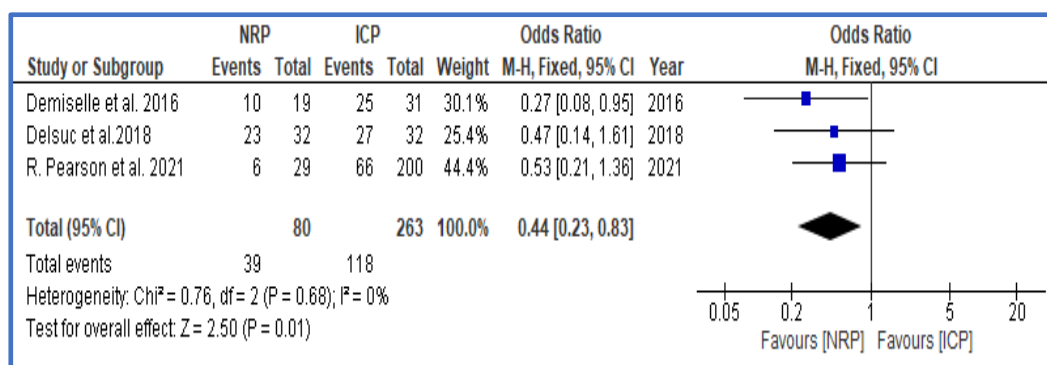 NRP ICP Odds Ratio Odds Ratio
Study or Subgroup Events Total Events Total Weight M-H, Fixed, 95% CI Year M-H, Fixed, 95% CI
Demiselle et al. 2016 10 19 25 31 30.1% 0.27 [0.08, 0.95] 2016
Delsuc et al.2018 23 32 27 32 25.4% 0.47 [0.14, 1.61] 2018
R. Pearson et al. 2021 6 29 66 200 44.4% 0.53 [0.21, 1.36] 2021
Total (95% CI) 80 263 100.0% 0.44 [0.23, 0.83]
Total events 39 118
Heterogeneity: Chi² = 0.76, df = 2 (P = 0.68); I² = 0%
Test for overall effect: Z = 2.50 (P = 0.01)
0.05 0.2 1 5 20
Favours [NRP] Favours [ICP]